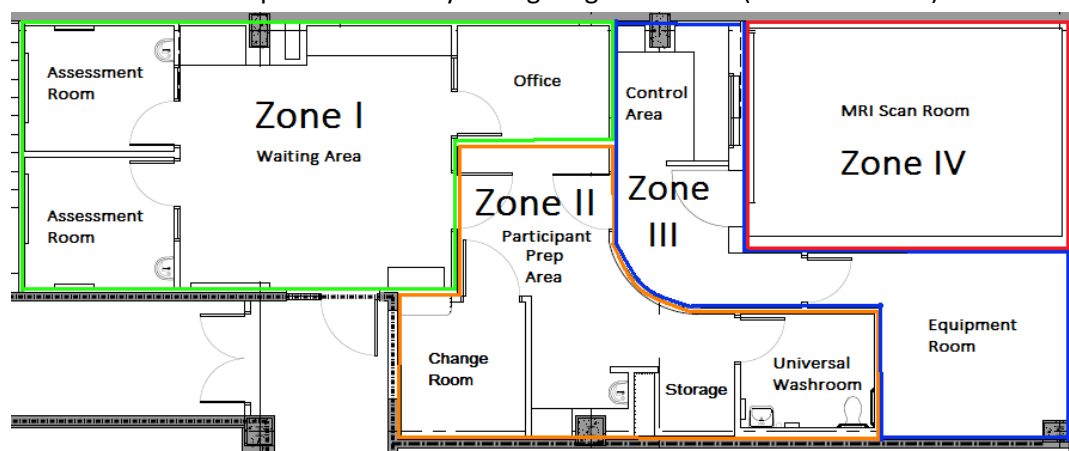 Assessment
Room
Zone I
Waiting Area
Office
Control
Area
MRI Scan Room
Zone IV
Assessment
Room
Zone II
Participant
Prep
Area
Zone
III
Change
Room
Storage
Universal
Washroom
Equipment
Room